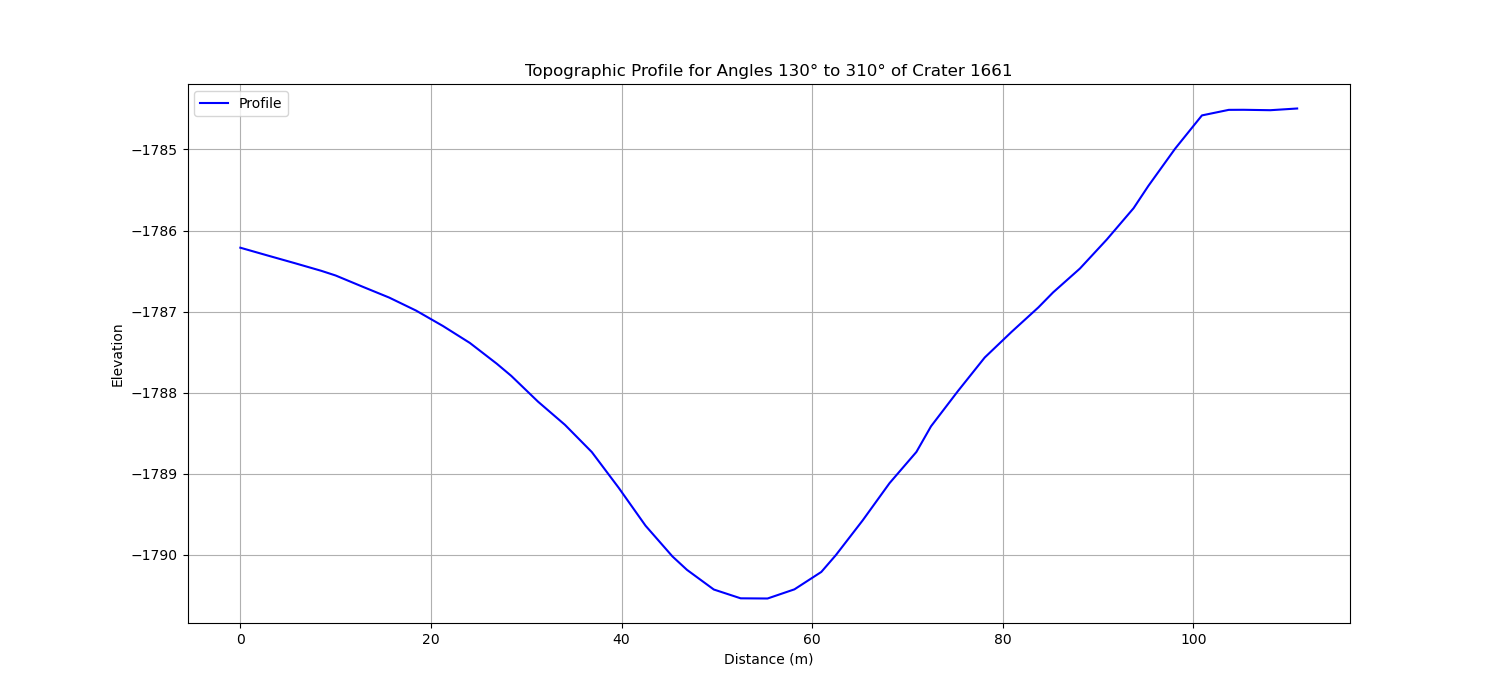 Topographic Profile for Angles 130° to 310° of Crater 1661
Profile
−1785
−1786
−1787
−1788
−1789
−1790
Elevation
0 20 40 60 80 100
Distance (m)